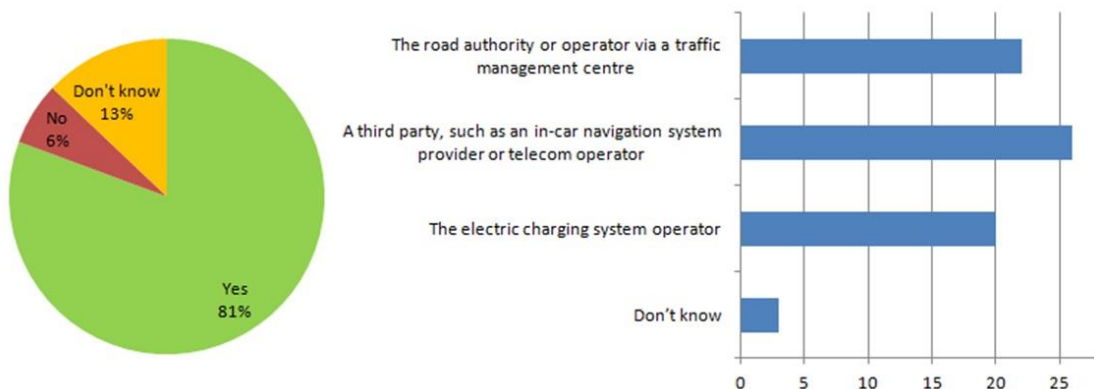 Don't know
13%
No
6%
Yes
81%
The road authority or operator via a traffic
management centre
A third party, such as an in-car navigation system
provider or telecom operator
The electric charging system operator
Don’t know
0 5 10 15 20 25